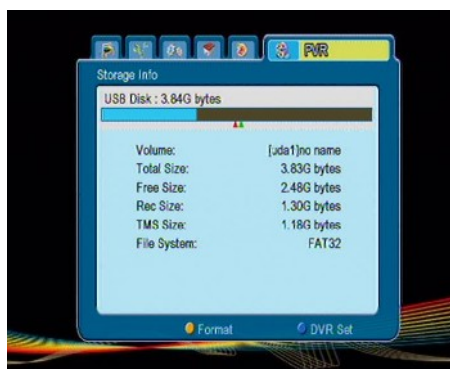 PVR
Storage Info
USB Disk : 3.84G bytes
Volume: [uda1]no name
Total Size: 3.83G bytes
Free Size: 2.48G bytes
Rec Size: 1.30G bytes
TMS Size: 1.18G bytes
File System: FAT32
Format DVR Set